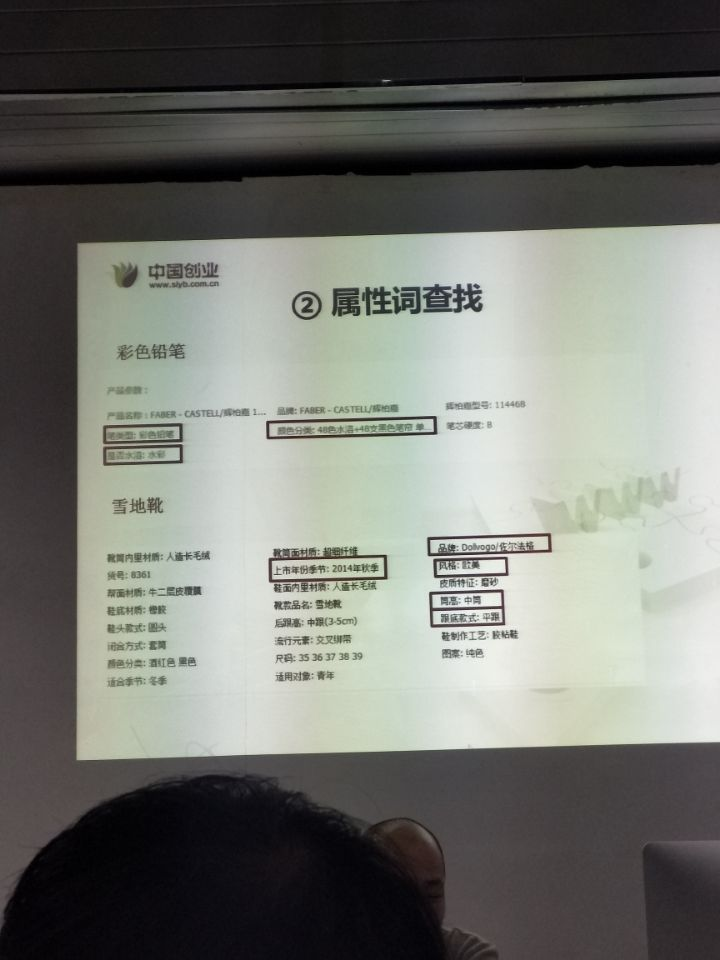 中国创业
www.siyb.com.cn
② 属性词查找
彩色铅笔
产品参数：
产品名称：FABER - CASTELL/辉柏嘉 1... 品牌: FABER - CASTELL/辉柏嘉 辉柏嘉型号: 114468
笔类型: 彩色铅笔 颜色分类: 48色水溶+48支黑色笔帘 单... 笔芯硬度: B
是否水溶: 水彩
雪地靴
靴筒内里材质: 人造长毛绒 靴筒面材质: 超细纤维 品牌: Dolivogo/佐尔法格
货号: 8361 上市年份季节: 2014年秋季 风格: 欧美
帮面材质: 牛二层皮覆膜 鞋面内里材质: 人造长毛绒 皮质特征: 磨砂
鞋底材质: 橡胶 靴款品名: 雪地靴 筒高: 中筒
鞋头款式: 圆头 后跟高: 中跟(3-5cm) 跟底款式: 平跟
闭合方式: 套筒 流行元素: 交叉绑带 鞋制作工艺: 胶粘鞋
颜色分类: 酒红色 黑色 尺码: 35 36 37 38 39 图案: 纯色
适合季节: 冬季 适用对象: 青年
WWW